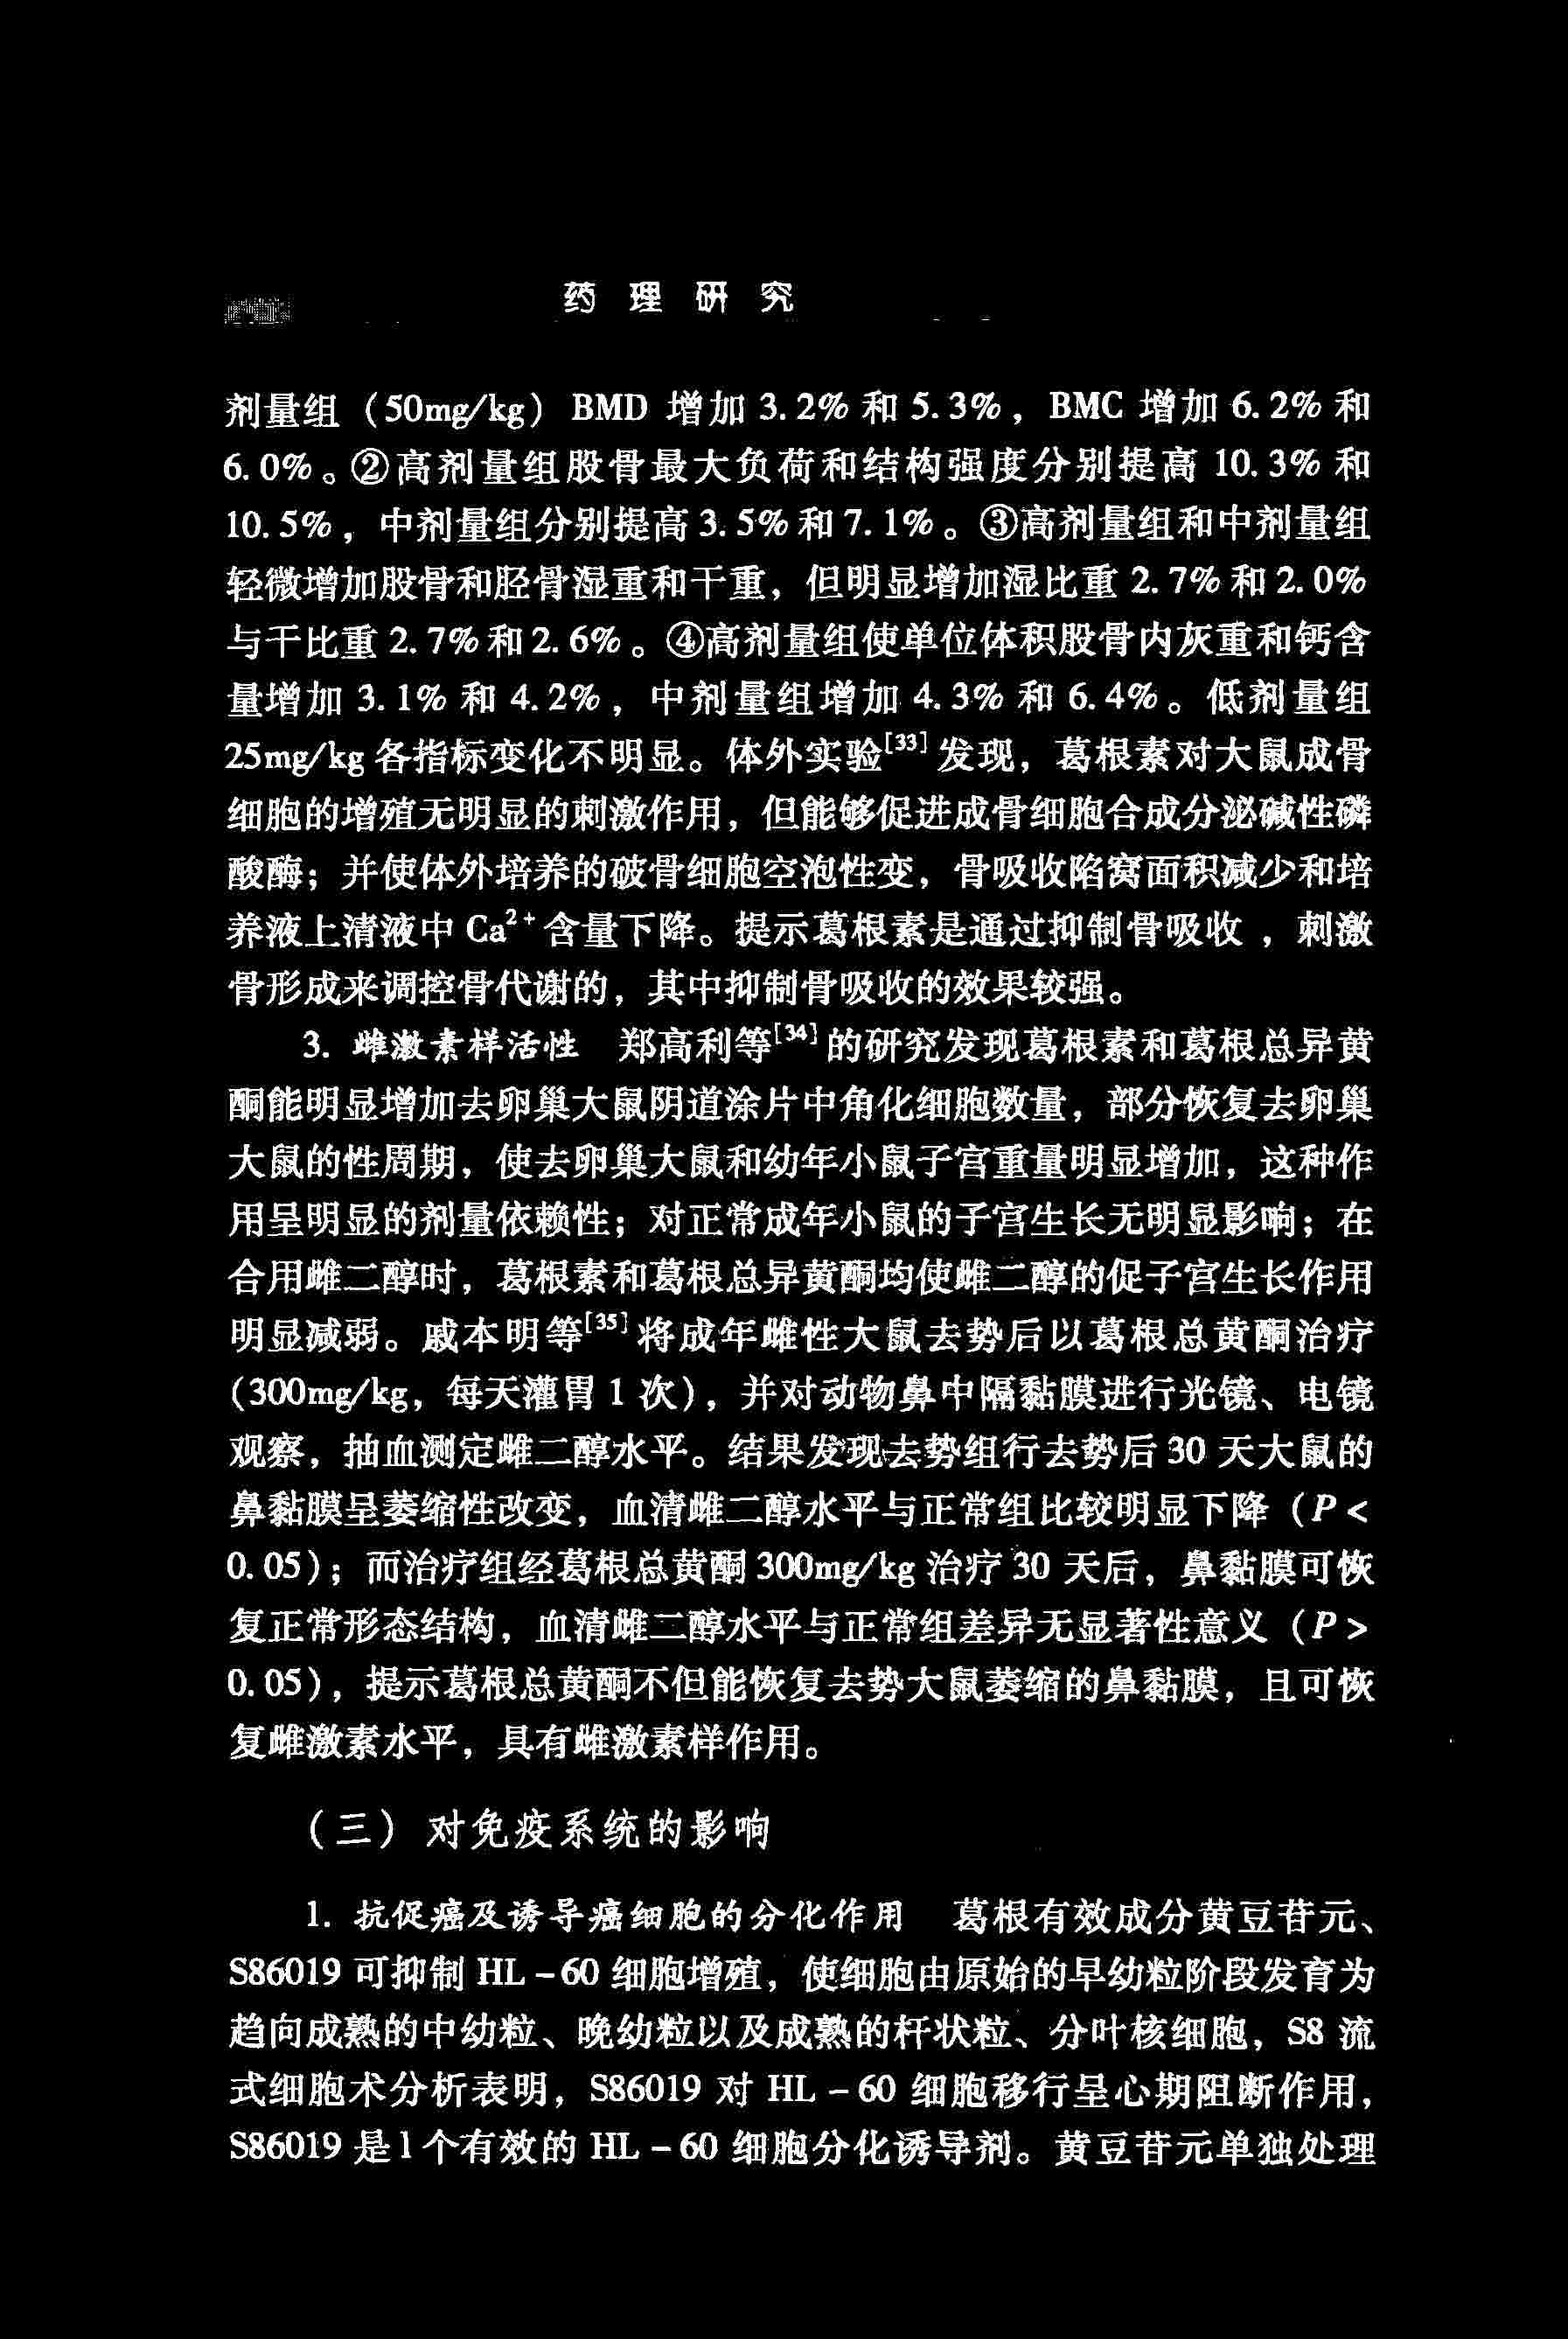 药理研究
剂量组（50mg/kg）BMD 增加 3.2% 和 5.3%，BMC 增加 6.2% 和
6.0%。②高剂量组股骨最大负荷和结构强度分别提高 10.3% 和
10.5%，中剂量组分别提高 3.5% 和 7.1%。③高剂量组和中剂量组
轻微增加股骨和胫骨湿重和干重，但明显增加湿比重 2.7% 和 2.0%
与干比重 2.7% 和 2.6%。④高剂量组使单位体积股骨内灰重和钙含
量增加 3.1% 和 4.2%，中剂量组增加 4.3% 和 6.4%。低剂量组
25mg/kg 各指标变化不明显。体外实验[33]发现，葛根素对大鼠成骨
细胞的增殖无明显的刺激作用，但能够促进成骨细胞合成分泌碱性磷
酸酶；并使体外培养的破骨细胞空泡性变，骨吸收陷窝面积减少和培
养液上清液中 Ca²⁺ 含量下降。提示葛根素是通过抑制骨吸收，刺激
骨形成来调控骨代谢的，其中抑制骨吸收的效果较强。
3. 雌激素样活性 郑高利等[34]的研究发现葛根素和葛根总异黄
酮能明显增加去卵巢大鼠阴道涂片中角化细胞数量，部分恢复去卵巢
大鼠的性周期，使去卵巢大鼠和幼年小鼠子宫重量明显增加，这种作
用呈明显的剂量依赖性；对正常成年小鼠的子宫生长无明显影响；在
合用雌二醇时，葛根素和葛根总异黄酮均使雌二醇的促子宫生长作用
明显减弱。戚本明等[35]将成年雌性大鼠去势后以葛根总黄酮治疗
（300mg/kg，每天灌胃 1 次），并对动物鼻中隔黏膜进行光镜、电镜
观察，抽血测定雌二醇水平。结果发现去势组行去势后 30 天大鼠的
鼻黏膜呈萎缩性改变，血清雌二醇水平与正常组比较明显下降（P<
0.05）；而治疗组经葛根总黄酮 300mg/kg 治疗 30 天后，鼻黏膜可恢
复正常形态结构，血清雌二醇水平与正常组差异无显著性意义（P>
0.05），提示葛根总黄酮不但能恢复去势大鼠萎缩的鼻黏膜，且可恢
复雌激素水平，具有雌激素样作用。
（三）对免疫系统的影响
1. 抗促癌及诱导癌细胞的分化作用 葛根有效成分黄豆苷元、
S86019 可抑制 HL-60 细胞增殖，使细胞由原始的早幼粒阶段发育为
趋向成熟的中幼粒、晚幼粒以及成熟的杆状粒、分叶核细胞，S8 流
式细胞术分析表明，S86019 对 HL-60 细胞移行呈心期阻断作用，
S86019 是 1 个有效的 HL-60 细胞分化诱导剂。黄豆苷元单独处理